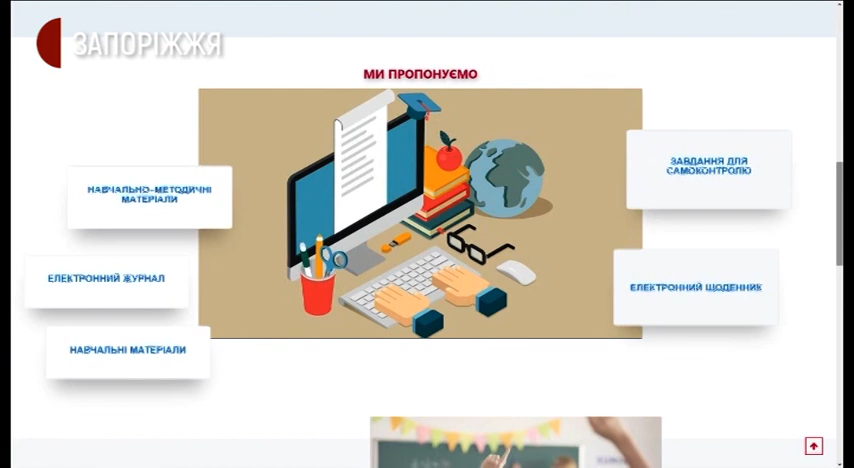 ЗАПОРІЖЖЯ
МИ ПРОПОНУЄМО
НАВЧАЛЬНО-МЕТОДИЧНІ
МАТЕРІАЛИ
ЕЛЕКТРОННИЙ ЖУРНАЛ
НАВЧАЛЬНІ МАТЕРІАЛИ
ЗАВДАННЯ ДЛЯ
САМОКОНТРОЛЮ
ЕЛЕКТРОННИЙ ЩОДЕННИК